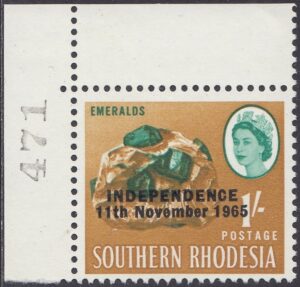 471
EMERALDS
INDEPENDENCE
11th November 1965
1/-
POSTAGE
SOUTHERN RHODESIA